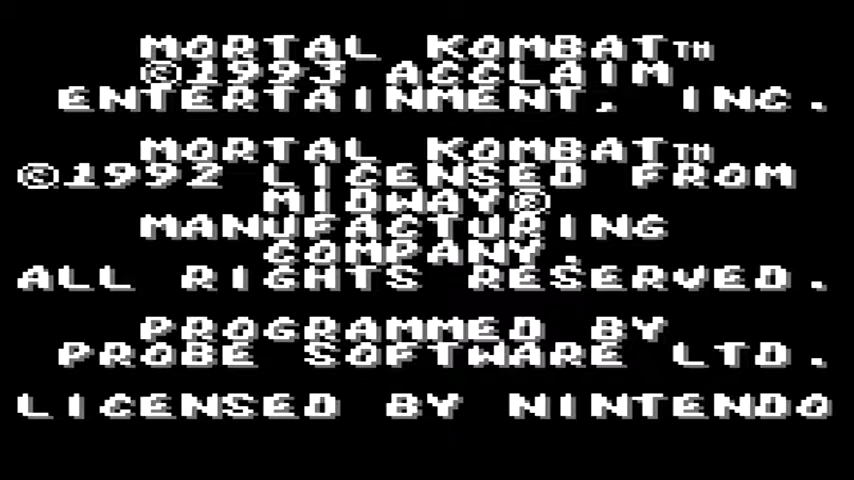 MORTAL KOMBAT™
©1993 ACCLAIM
ENTERTAINMENT, INC.
MORTAL KOMBAT™
©1992 LICENSED FROM
MIDWAY®
MANUFACTURING
COMPANY.
ALL RIGHTS RESERVED.
PROGRAMMED BY
PROBE SOFTWARE LTD.
LICENSED BY NINTENDO